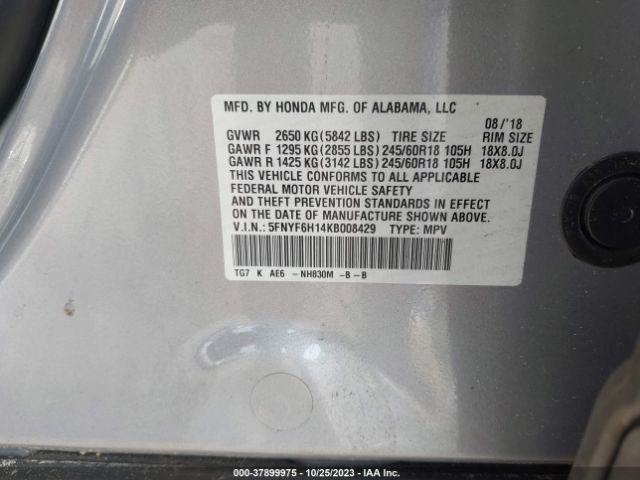 MFD. BY HONDA MFG. OF ALABAMA, LLC
08/'18
GVWR 2650 KG(5842 LBS) TIRE SIZE RIM SIZE
GAWR F 1295 KG(2855 LBS)245/60R18 105H 18X8.0J
GAWR R 1425 KG(3142 LBS)245/60R18 105H 18X8.0J
THIS VEHICLE CONFORMS TO ALL APPLICABLE
FEDERAL MOTOR VEHICLE SAFETY
AND THEFT PREVENTION STANDARDS IN EFFECT
ON THE DATE OF MANUFACTURE SHOWN ABOVE.
V.I.N.: 5FNYF6H14KB008429 TYPE: MPV
TG7 K AE6 -NH830M -B-B
000-37899975 - 10/25/2023 - IAA Inc.